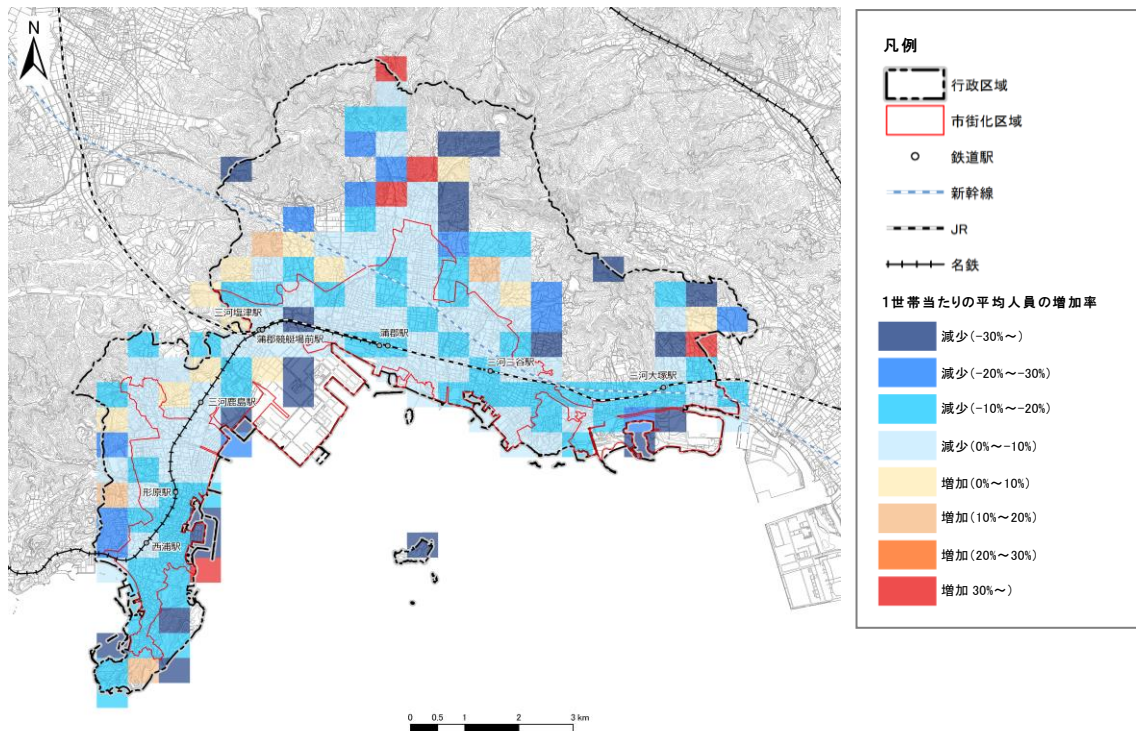 N
三河塩津駅
蒲郡競艇場前駅
蒲郡駅
三河三谷駅
三河大塚駅
三河鹿島駅
形原駅
西浦駅
0 0.5 1 2 3 km
凡例
行政区域
市街化区域
鉄道駅
新幹線
JR
名鉄
1世帯当たりの平均人員の増加率
減少(-30%～)
減少(-20%～-30%)
減少(-10%～-20%)
減少(0%～-10%)
増加(0%～10%)
増加(10%～20%)
増加(20%～30%)
増加 30%～)